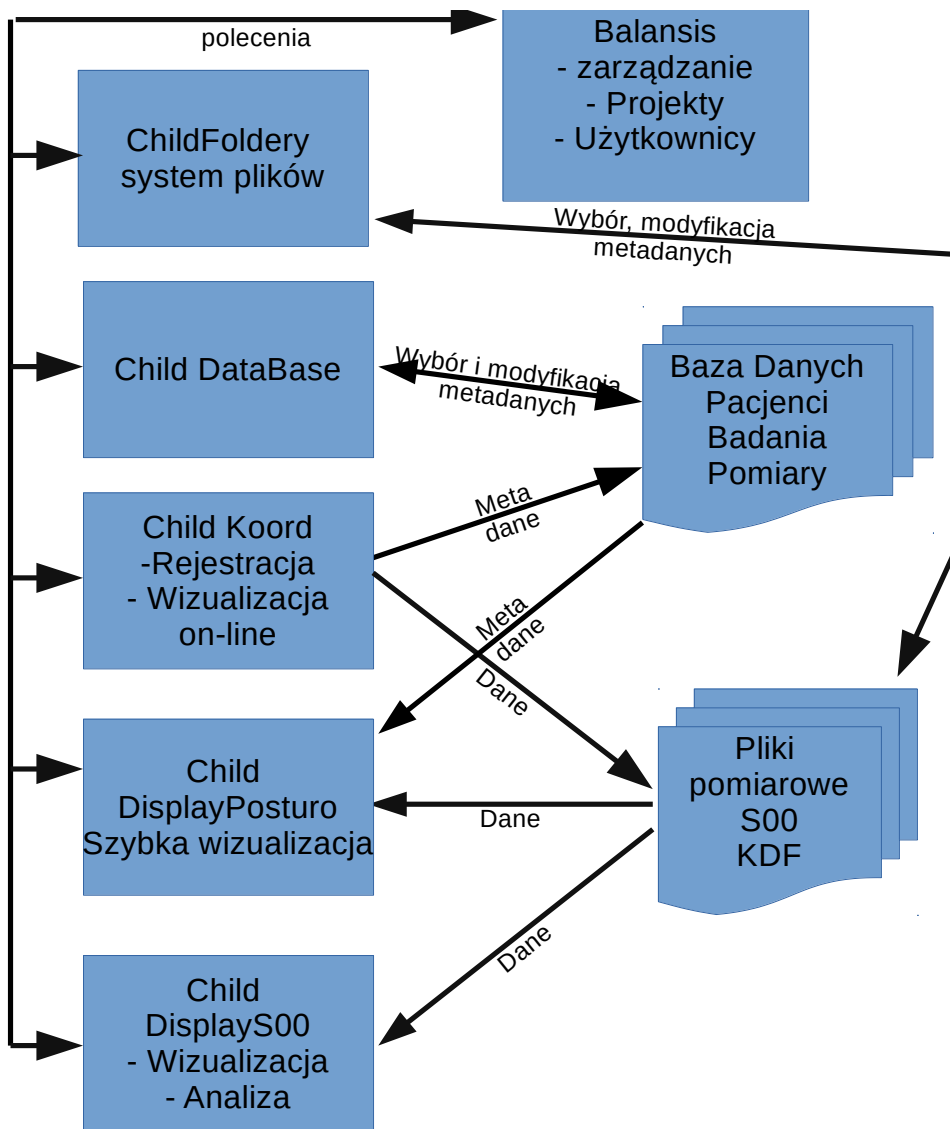 polecenia
Balansis
- zarządzanie
- Projekty
- Użytkownicy
ChildFoldery
system plików
Wybór, modyfikacja
metadanych
Child DataBase
Wybór i modyfikacja
metadanych
Baza Danych
Pacjenci
Badania
Pomiary
Child Koord
-Rejestracja
- Wizualizacja
on-line
Meta
dane
Meta
dane
Dane
Child
DisplayPosturo
Szybka wizualizacja
Dane
Pliki
pomiarowe
S00
KDF
Dane
Child
DisplayS00
- Wizualizacja
- Analiza